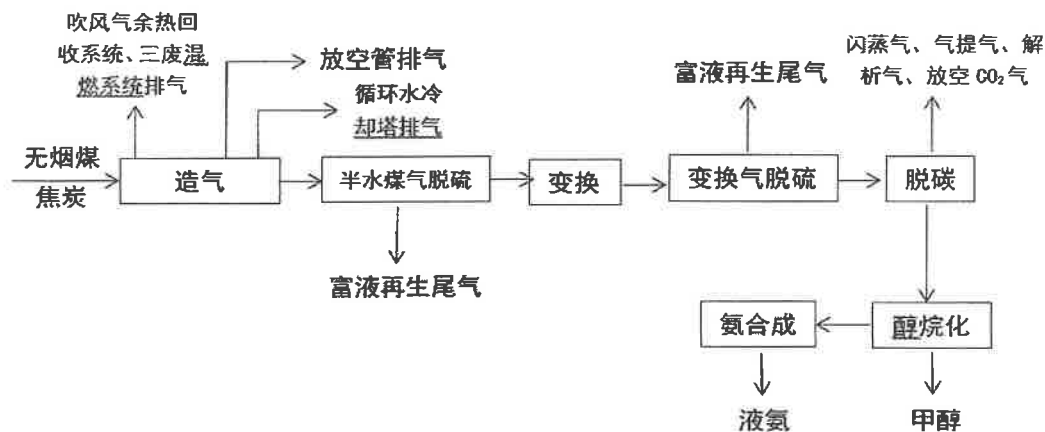 吹风气余热回
收系统、三废混
燃系统排气
放空管排气
循环水冷
却塔排气
富液再生尾气
闪蒸气、气提气、解
析气、放空 CO₂气
无烟煤
焦炭
造气
半水煤气脱硫
变换
变换气脱硫
脱碳
富液再生尾气
氨合成
醇烷化
液氨
甲醇